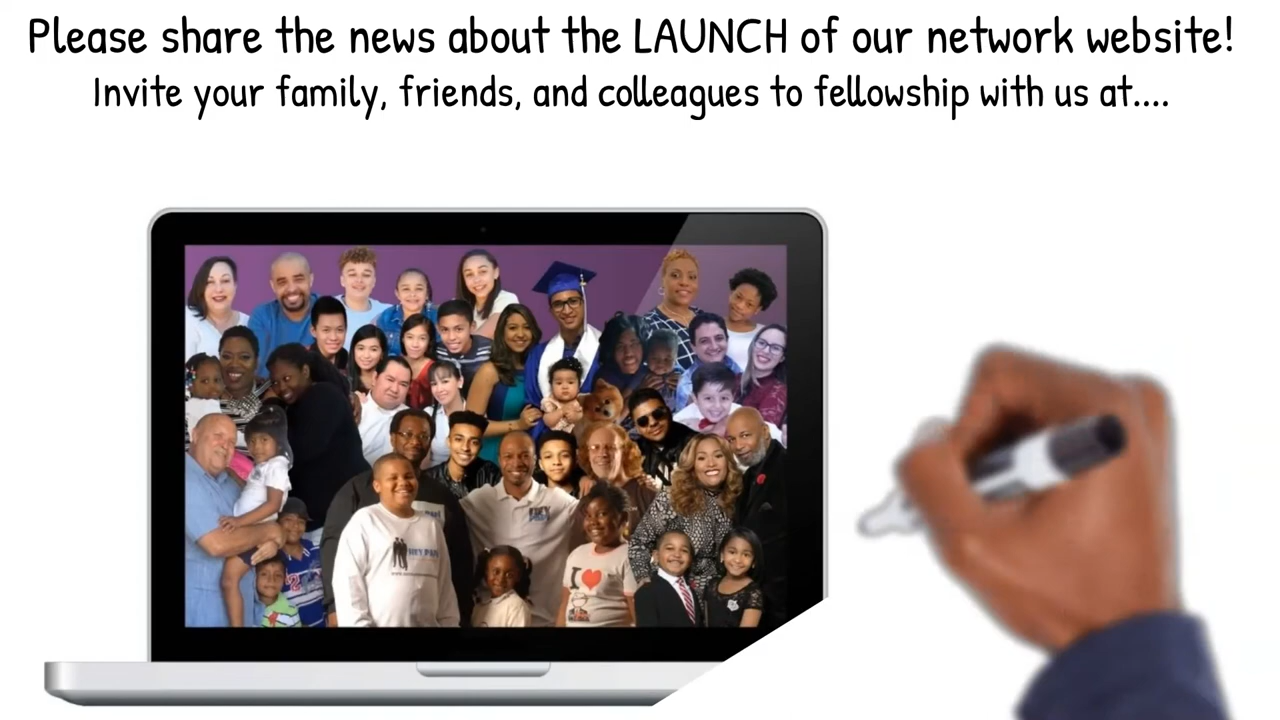 Please share the news about the LAUNCH of our network website!
Invite your family, friends, and colleagues to fellowship with us at....
I